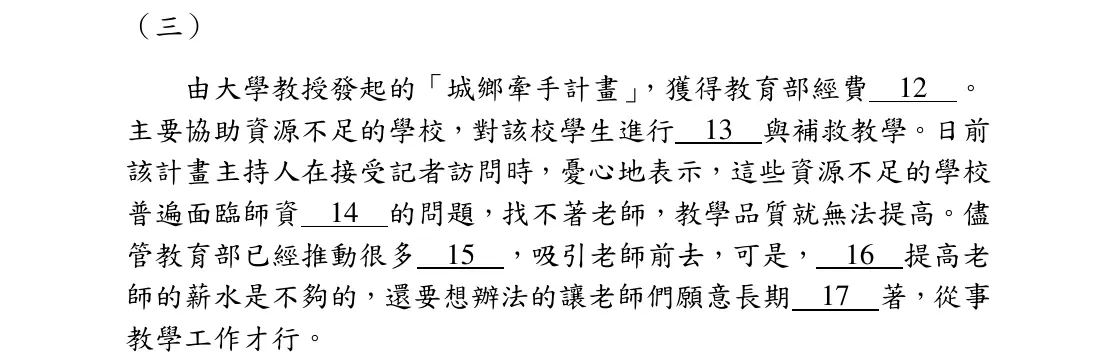 （三）
由大學教授發起的「城鄉牽手計畫」，獲得教育部經費 12 。
主要協助資源不足的學校，對該校學生進行 13 與補救教學。日前
該計畫主持人在接受記者訪問時，憂心地表示，這些資源不足的學校
普遍面臨師資 14 的問題，找不著老師，教學品質就無法提高。儘
管教育部已經推動很多 15 ，吸引老師前去，可是， 16 提高老
師的薪水是不夠的，還要想辦法的讓老師們願意長期 17 著，從事
教學工作才行。